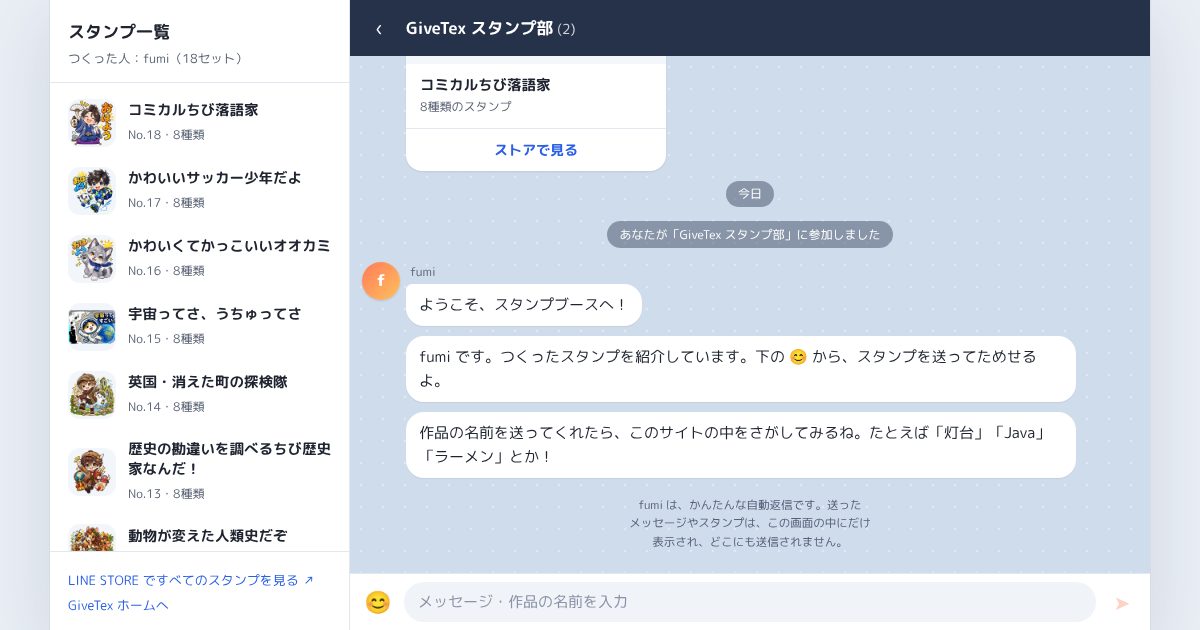 スタンプ一覧
つくった人：fumi（18セット）
コミカルちび落語家
No.18・8種類
かわいいサッカー少年だよ
No.17・8種類
かわいくてかっこいいオオカミ
No.16・8種類
宇宙ってさ、うちゅってさ
No.15・8種類
英国・消えた町の探検隊
No.14・8種類
歴史の勘違いを調べるちび歴史
家なんだ！
No.13・8種類
動物が変えた人類史だぞ
LINE STORE ですべてのスタンプを見る ↗
GiveTex ホームへ
‹ GiveTex スタンプ部 (2)
コミカルちび落語家
8種類のスタンプ
ストアで見る
今日
あなたが「GiveTex スタンプ部」に参加しました
f
fumi
ようこそ、スタンプブースへ！
fumi です。つくったスタンプを紹介しています。下の 😊 から、スタンプを送ってためせる
よ。
作品の名前を送ってくれたら、このサイトの中をさがしてみるね。たとえば「灯台」「Java」
「ラーメン」とか！
fumi は、かんたんな自動返信です。送った
メッセージやスタンプは、この画面の中にだけ
表示され、どこにも送信されません。
😊 メッセージ・作品の名前を入力 ➤